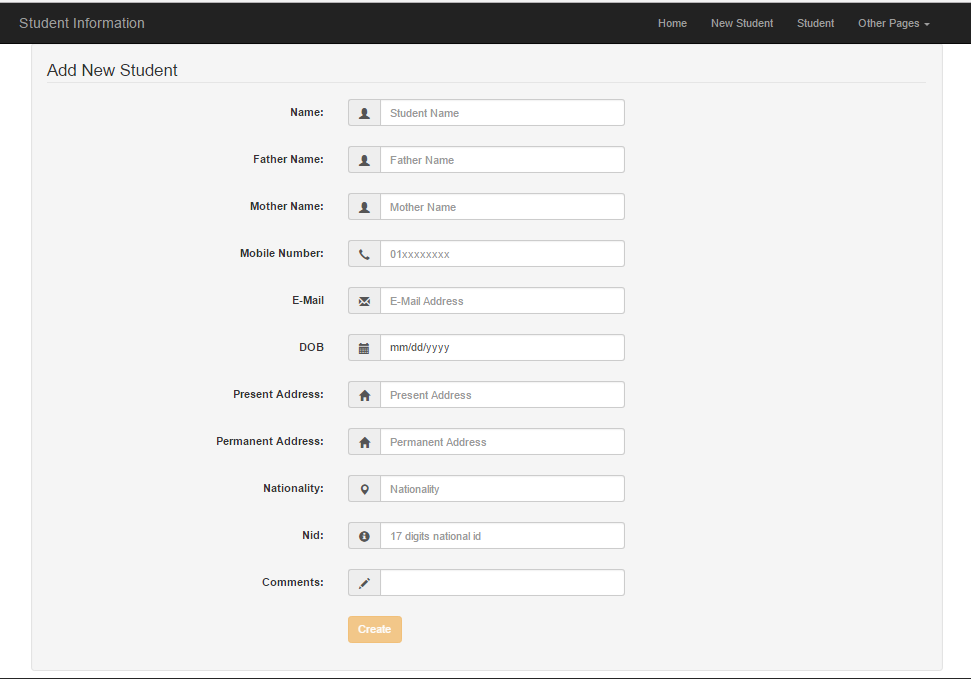 Student Information Home New Student Student Other Pages
Add New Student
Name: Student Name
Father Name: Father Name
Mother Name: Mother Name
Mobile Number: 01xxxxxxxx
E-Mail E-Mail Address
DOB mm/dd/yyyy
Present Address: Present Address
Permanent Address: Permanent Address
Nationality: Nationality
Nid: 17 digits national id
Comments:
Create